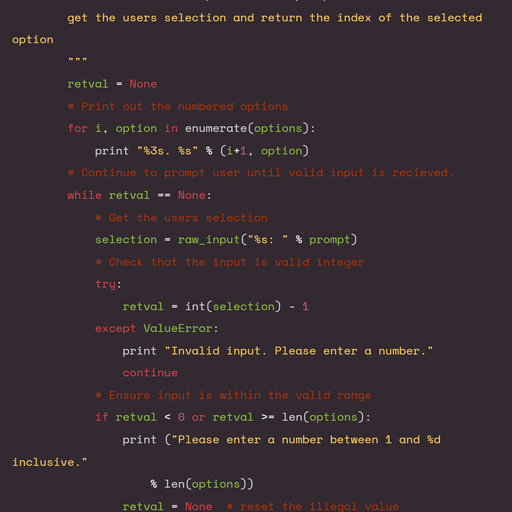 get the users selection and return the index of the selected
option
"""
retval = None
# Print out the numbered options
for i, option in enumerate(options):
print "%3s. %s" % (i+1, option)
# Continue to prompt user until valid input is recieved.
while retval == None:
# Get the users selection
selection = raw_input("%s: " % prompt)
# Check that the input is valid integer
try:
retval = int(selection) - 1
except ValueError:
print "Invalid input. Please enter a number."
continue
# Ensure input is within the valid range
if retval < 0 or retval >= len(options):
print ("Please enter a number between 1 and %d
inclusive."
% len(options))
retval = None # reset the illegal value